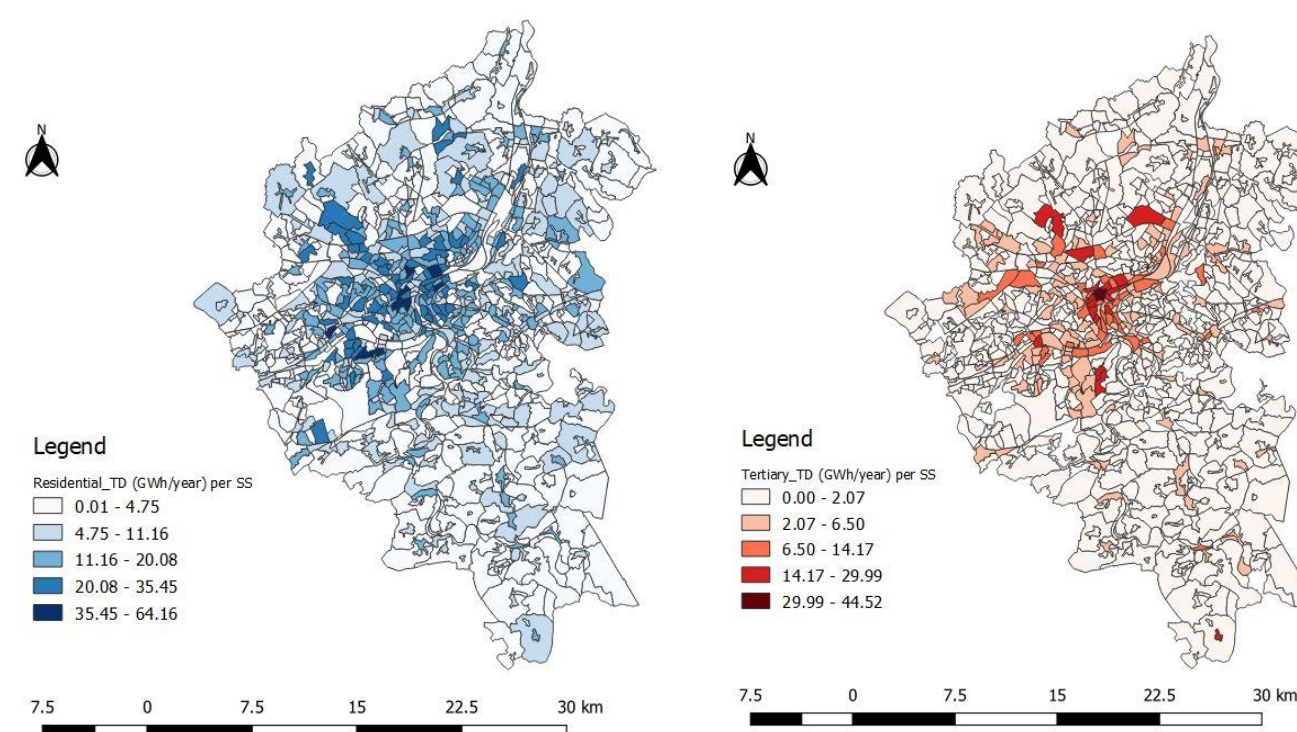 N
Legend
Residential_TD (GWh/year) per SS
0.01 - 4.75
4.75 - 11.16
11.16 - 20.08
20.08 - 35.45
35.45 - 64.16
7.5 0 7.5 15 22.5 30 km
N
Legend
Tertiary_TD (GWh/year) per SS
0.00 - 2.07
2.07 - 6.50
6.50 - 14.17
14.17 - 29.99
29.99 - 44.52
7.5 0 7.5 15 22.5 30 km